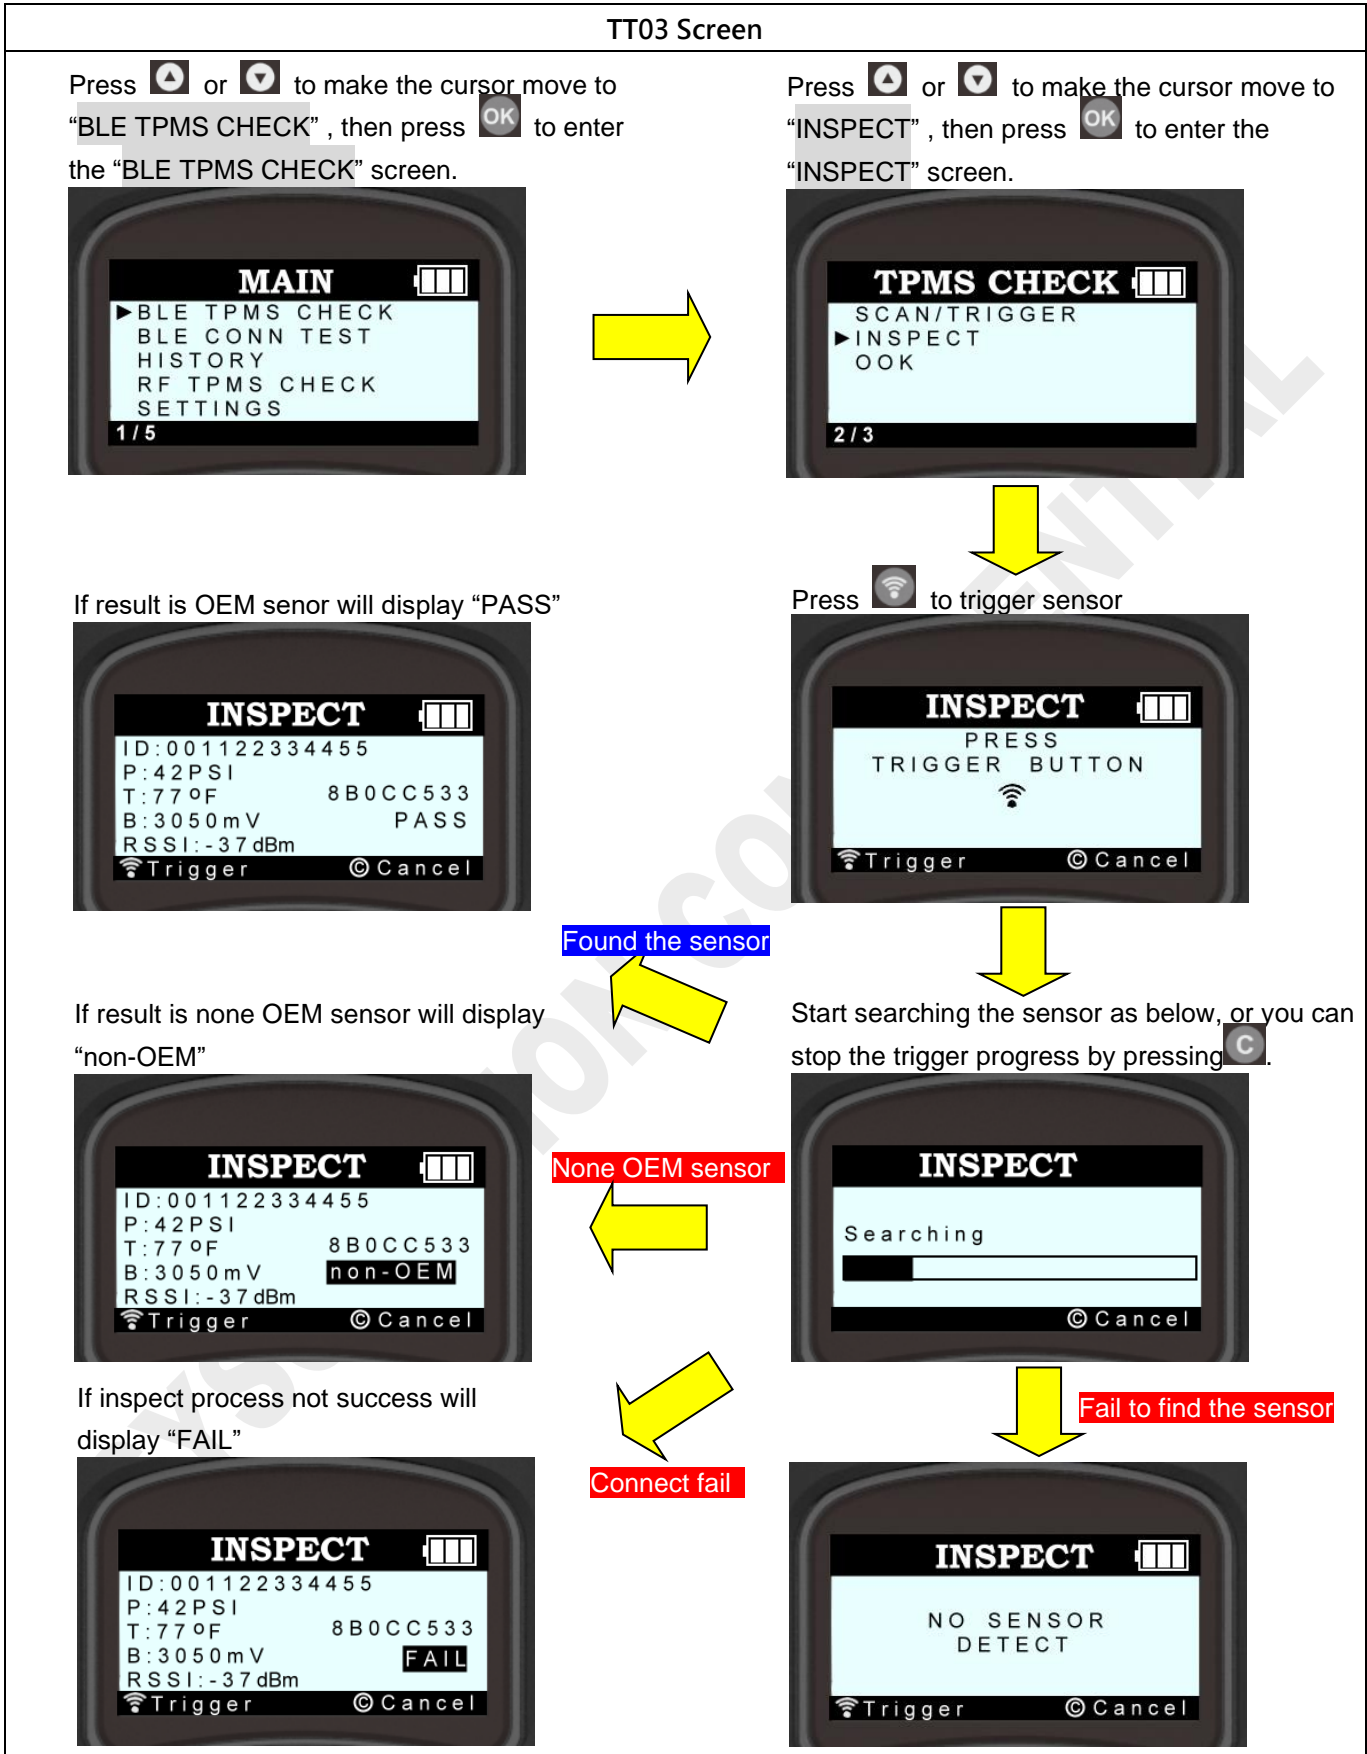 TT03 Screen
Press or to make the cursor move to
“BLE TPMS CHECK” , then press OK to enter
the “BLE TPMS CHECK” screen.
MAIN
BLE TPMS CHECK
BLE CONN TEST
HISTORY
RF TPMS CHECK
SETTINGS
1/5
Press or to make the cursor move to
“INSPECT” , then press OK to enter the
“INSPECT” screen.
TPMS CHECK
SCAN/TRIGGER
INSPECT
OOK
2/3
Press to trigger sensor
INSPECT
PRESS
TRIGGER BUTTON
Trigger ©Cancel
Start searching the sensor as below, or you can
stop the trigger progress by pressing C.
INSPECT
Searching
©Cancel
Found the sensor
If result is OEM senor will display “PASS”
INSPECT
ID:001122334455
P:42PSI
T:77ºF 8B0CC533
B:3050mV PASS
RSSI:-37dBm
Trigger ©Cancel
None OEM sensor
If result is none OEM sensor will display
“non-OEM”
INSPECT
ID:001122334455
P:42PSI
T:77ºF 8B0CC533
B:3050mV non-OEM
RSSI:-37dBm
Trigger ©Cancel
Connect fail
If inspect process not success will
display “FAIL”
INSPECT
ID:001122334455
P:42PSI
T:77ºF 8B0CC533
B:3050mV FAIL
RSSI:-37dBm
Trigger ©Cancel
Fail to find the sensor
INSPECT
NO SENSOR
DETECT
Trigger ©Cancel